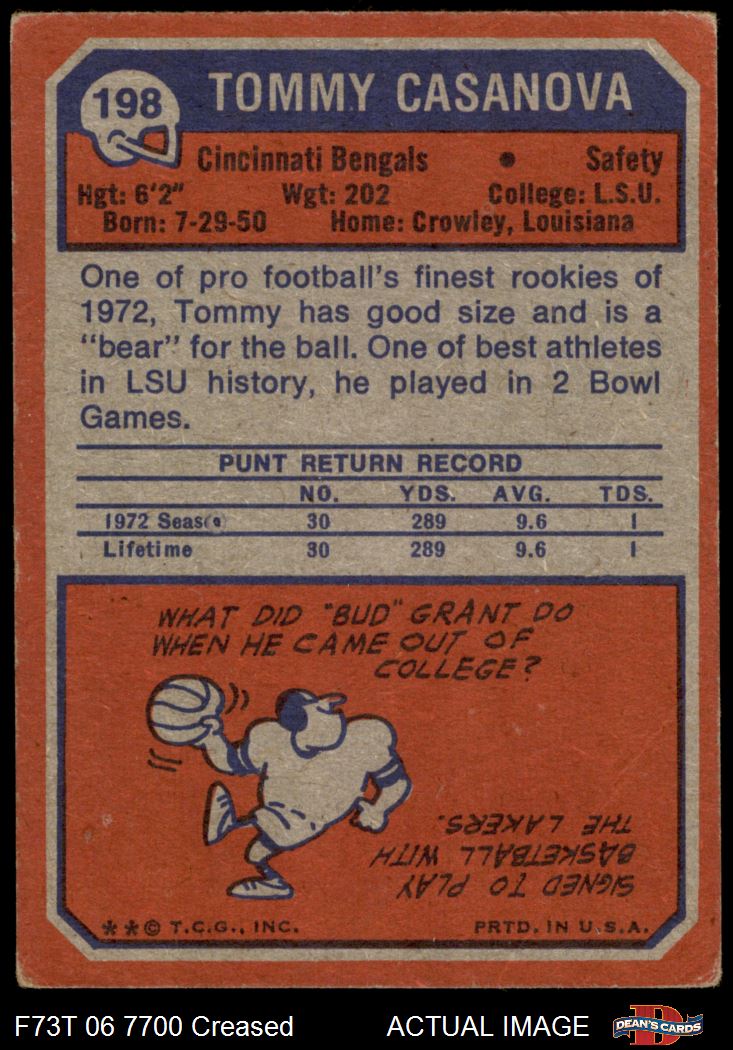 198
TOMMY CASANOVA
Cincinnati Bengals • Safety
Hgt: 6'2" Wgt: 202 College: L.S.U.
Born: 7-29-50 Home: Crowley, Louisiana
One of pro football's finest rookies of
1972, Tommy has good size and is a
"bear" for the ball. One of best athletes
in LSU history, he played in 2 Bowl
Games.
PUNT RETURN RECORD
NO. YDS. AVG. TDS.
1972 Season 30 289 9.6 1
Lifetime 30 289 9.6 1
WHAT DID "BUD" GRANT DO
WHEN HE CAME OUT OF
COLLEGE?
SIGNED TO PLAY
BASKETBALL WITH
THE LAKERS.
**© T.C.G., INC. PRTD. IN U.S.A.
F73T 06 7700 Creased ACTUAL IMAGE
D
DEAN'S CARDS